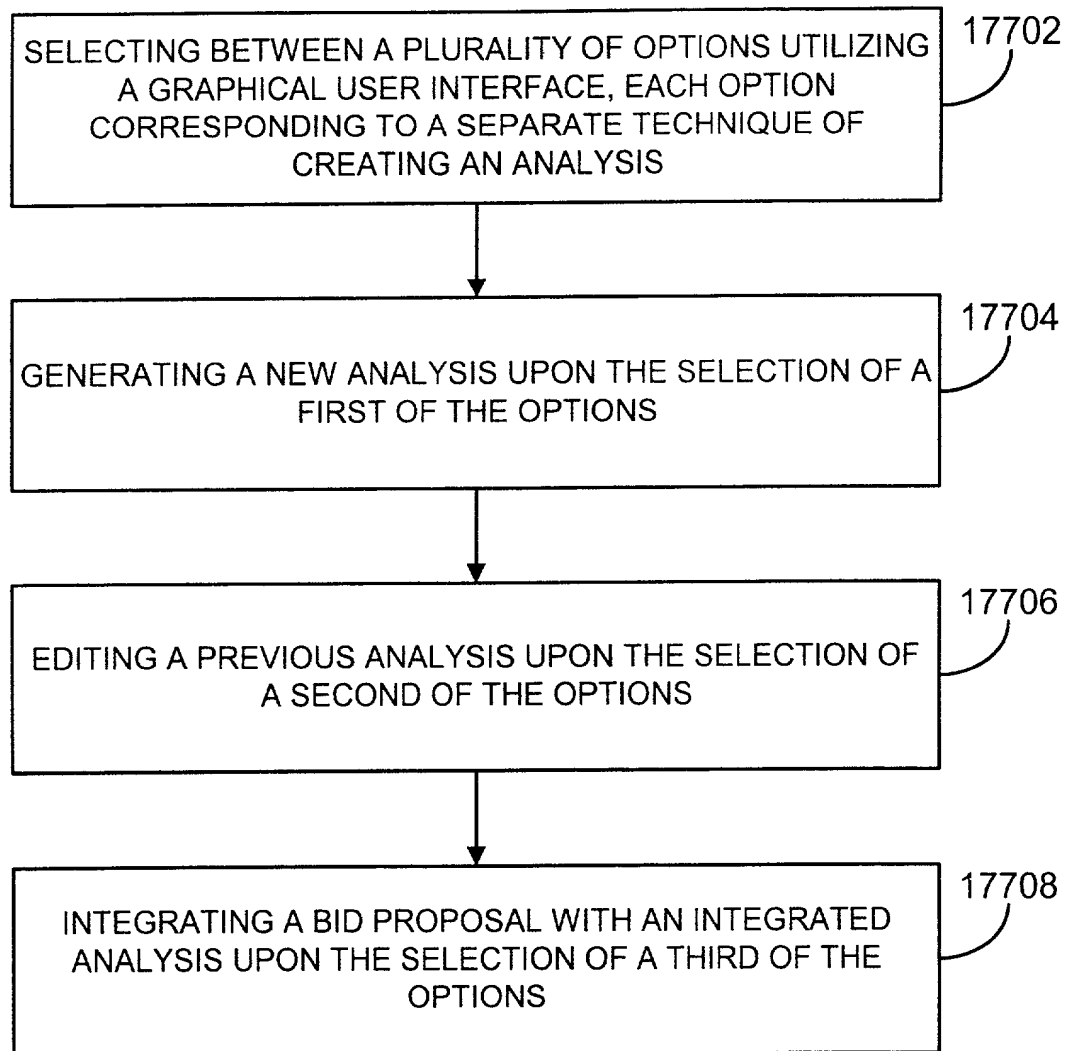 17702
SELECTING BETWEEN A PLURALITY OF OPTIONS UTILIZING
A GRAPHICAL USER INTERFACE, EACH OPTION
CORRESPONDING TO A SEPARATE TECHNIQUE OF
CREATING AN ANALYSIS
17704
GENERATING A NEW ANALYSIS UPON THE SELECTION OF A
FIRST OF THE OPTIONS
17706
EDITING A PREVIOUS ANALYSIS UPON THE SELECTION OF
A SECOND OF THE OPTIONS
17708
INTEGRATING A BID PROPOSAL WITH AN INTEGRATED
ANALYSIS UPON THE SELECTION OF A THIRD OF THE
OPTIONS